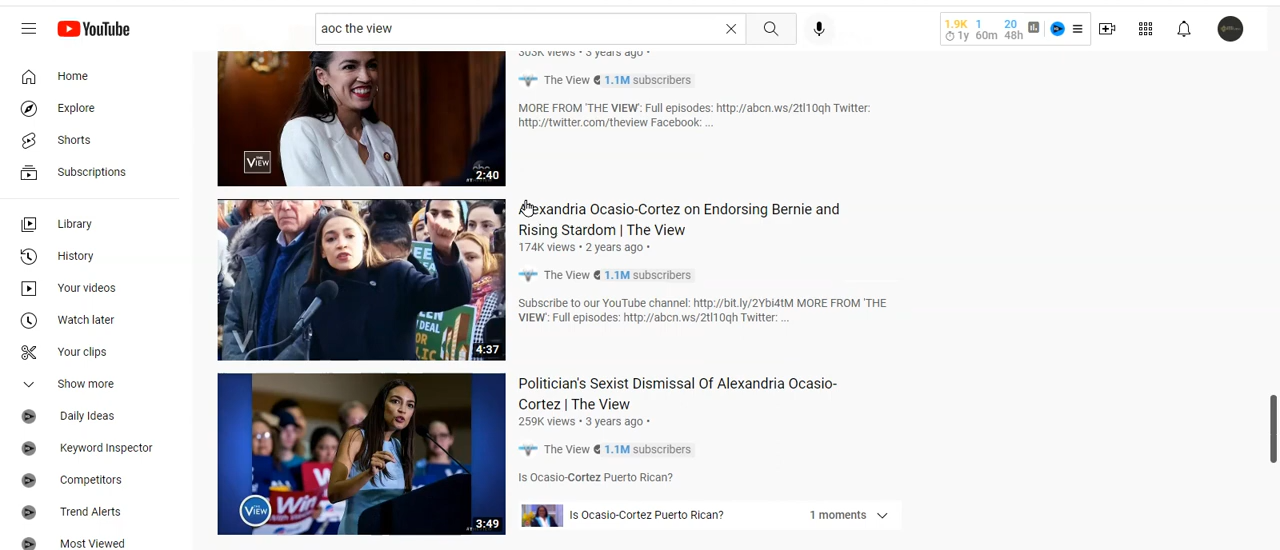 YouTube
aoc the view
1.9K 1 20
1y 60m 48h
Home
Explore
Shorts
Subscriptions
Library
History
Your videos
Watch later
Your clips
Show more
Daily Ideas
Keyword Inspector
Competitors
Trend Alerts
Most Viewed
303K views • 3 years ago •
The View 1.1M subscribers
MORE FROM 'THE VIEW': Full episodes: http://abcn.ws/2tl10qh Twitter:
http://twitter.com/theview Facebook: ...
THE VIEW
abc
2:40
Alexandria Ocasio-Cortez on Endorsing Bernie and
Rising Stardom | The View
174K views • 2 years ago •
The View 1.1M subscribers
Subscribe to our YouTube channel: http://bit.ly/2Ybi4tM MORE FROM 'THE
VIEW': Full episodes: http://abcn.ws/2tl10qh Twitter: ...
DEAL
4:37
Politician's Sexist Dismissal Of Alexandria Ocasio-
Cortez | The View
259K views • 3 years ago •
The View 1.1M subscribers
Is Ocasio-Cortez Puerto Rican?
Is Ocasio-Cortez Puerto Rican? 1 moments
VIEW
3:49